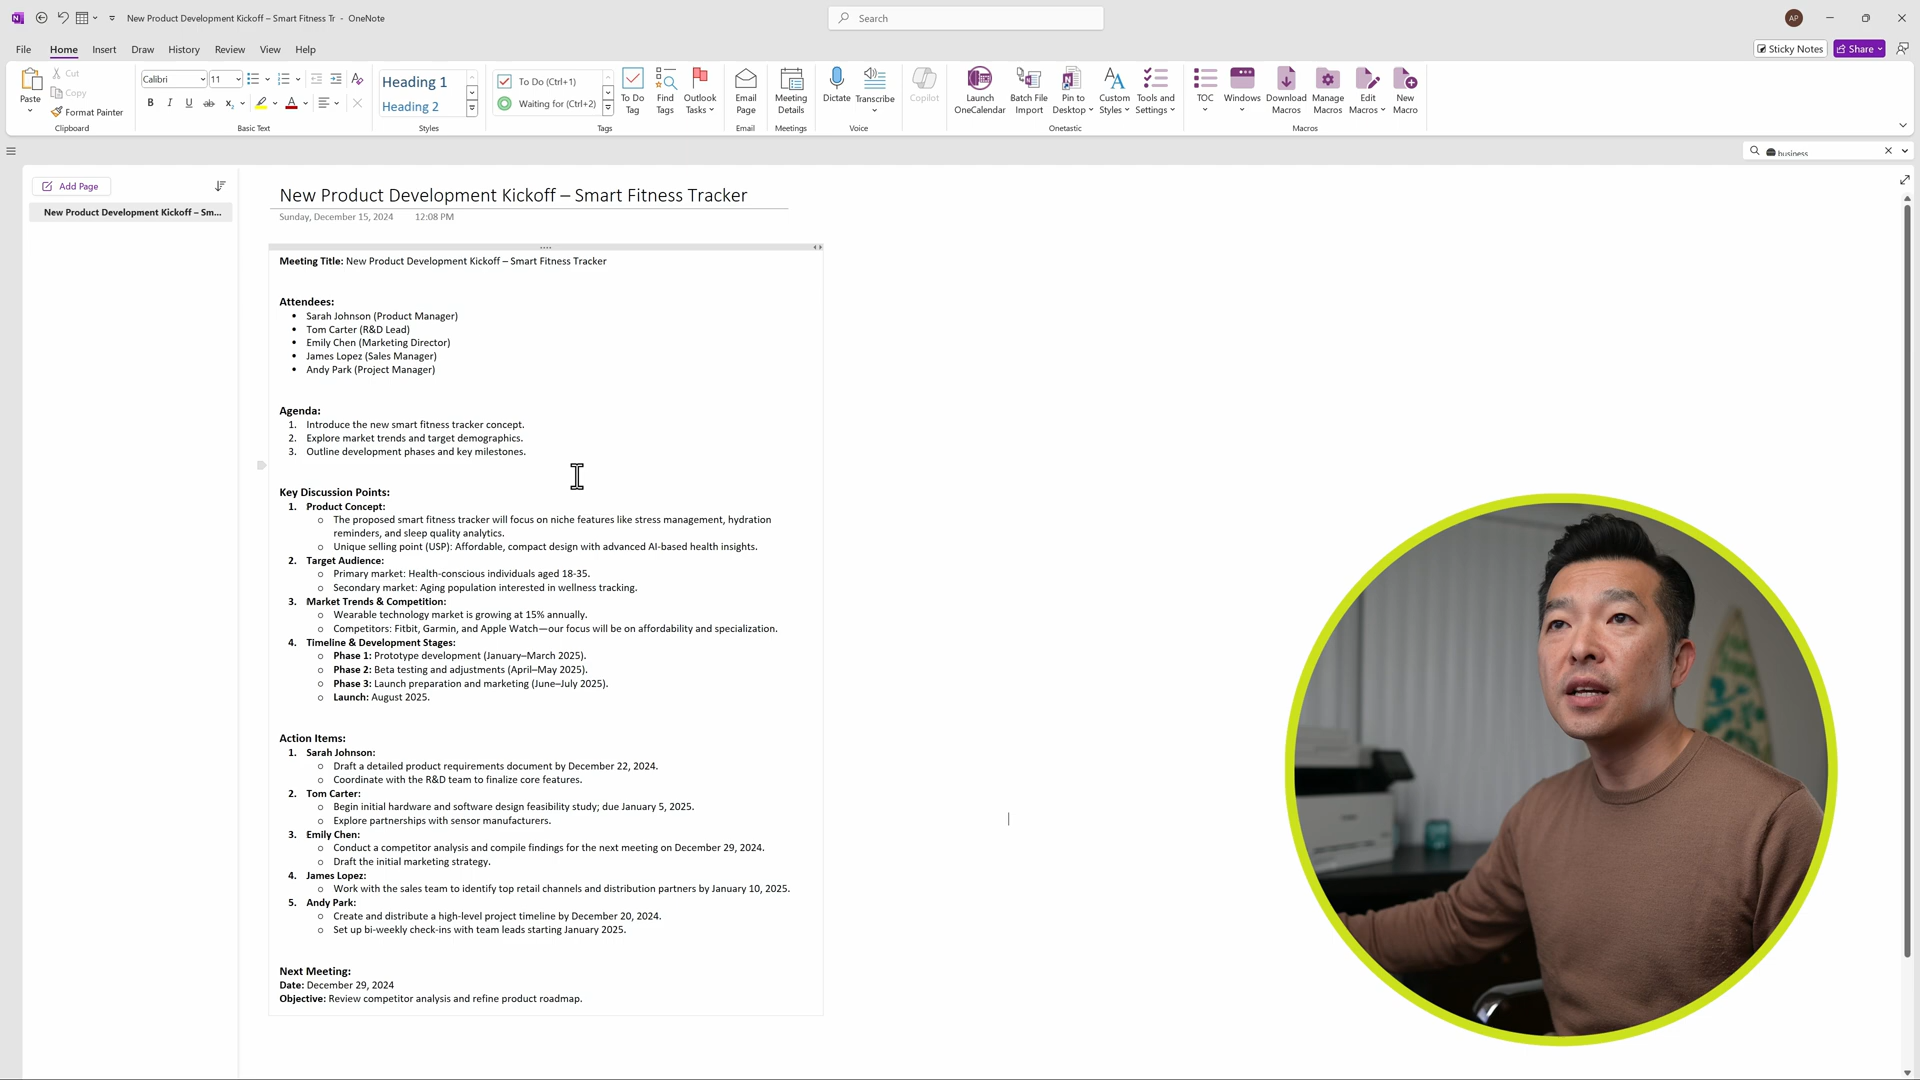 New Product Development Kickoff – Smart Fitness Tr - OneNote
Search
AP
File Home Insert Draw History Review View Help
Sticky Notes
Share
Paste
Cut
Copy
Format Painter
Clipboard
Calibri
11
Basic Text
Heading 1
Heading 2
Styles
To Do (Ctrl+1)
Waiting for (Ctrl+2)
To Do Tag
Find Tags
Outlook Tasks
Tags
Email Page
Email
Meeting Details
Meetings
Dictate
Transcribe
Voice
Copilot
Launch OneCalendar
Batch File Import
Pin to Desktop
Custom Styles
Tools and Settings
Onetastic
TOC
Windows
Download Macros
Manage Macros
Edit Macros
New Macro
Macros
business
Add Page
New Product Development Kickoff – Sm...
New Product Development Kickoff – Smart Fitness Tracker
Sunday, December 15, 2024 12:08 PM
Meeting Title: New Product Development Kickoff – Smart Fitness Tracker
Attendees:
• Sarah Johnson (Product Manager)
• Tom Carter (R&D Lead)
• Emily Chen (Marketing Director)
• James Lopez (Sales Manager)
• Andy Park (Project Manager)
Agenda:
1. Introduce the new smart fitness tracker concept.
2. Explore market trends and target demographics.
3. Outline development phases and key milestones.
Key Discussion Points:
1. Product Concept:
○ The proposed smart fitness tracker will focus on niche features like stress management, hydration
reminders, and sleep quality analytics.
○ Unique selling point (USP): Affordable, compact design with advanced AI-based health insights.
2. Target Audience:
○ Primary market: Health-conscious individuals aged 18-35.
○ Secondary market: Aging population interested in wellness tracking.
3. Market Trends & Competition:
○ Wearable technology market is growing at 15% annually.
○ Competitors: Fitbit, Garmin, and Apple Watch—our focus will be on affordability and specialization.
4. Timeline & Development Stages:
○ Phase 1: Prototype development (January–March 2025).
○ Phase 2: Beta testing and adjustments (April–May 2025).
○ Phase 3: Launch preparation and marketing (June–July 2025).
○ Launch: August 2025.
Action Items:
1. Sarah Johnson:
○ Draft a detailed product requirements document by December 22, 2024.
○ Coordinate with the R&D team to finalize core features.
2. Tom Carter:
○ Begin initial hardware and software design feasibility study; due January 5, 2025.
○ Explore partnerships with sensor manufacturers.
3. Emily Chen:
○ Conduct a competitor analysis and compile findings for the next meeting on December 29, 2024.
○ Draft the initial marketing strategy.
4. James Lopez:
○ Work with the sales team to identify top retail channels and distribution partners by January 10, 2025.
5. Andy Park:
○ Create and distribute a high-level project timeline by December 20, 2024.
○ Set up bi-weekly check-ins with team leads starting January 2025.
Next Meeting:
Date: December 29, 2024
Objective: Review competitor analysis and refine product roadmap.